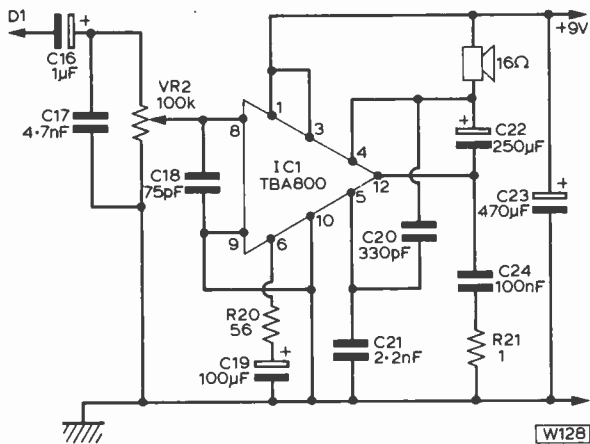 D1
+
C16
1µF
C17
4·7nF
VR2
100k
C18
75pF
8
9
1
3
4
12
5
10
6
IC1
TBA800
R20
56
C19
100µF
+
C20
330pF
C21
2·2nF
16Ω
+
C22
250µF
C23
470µF
+
C24
100nF
R21
1
+9V
W128